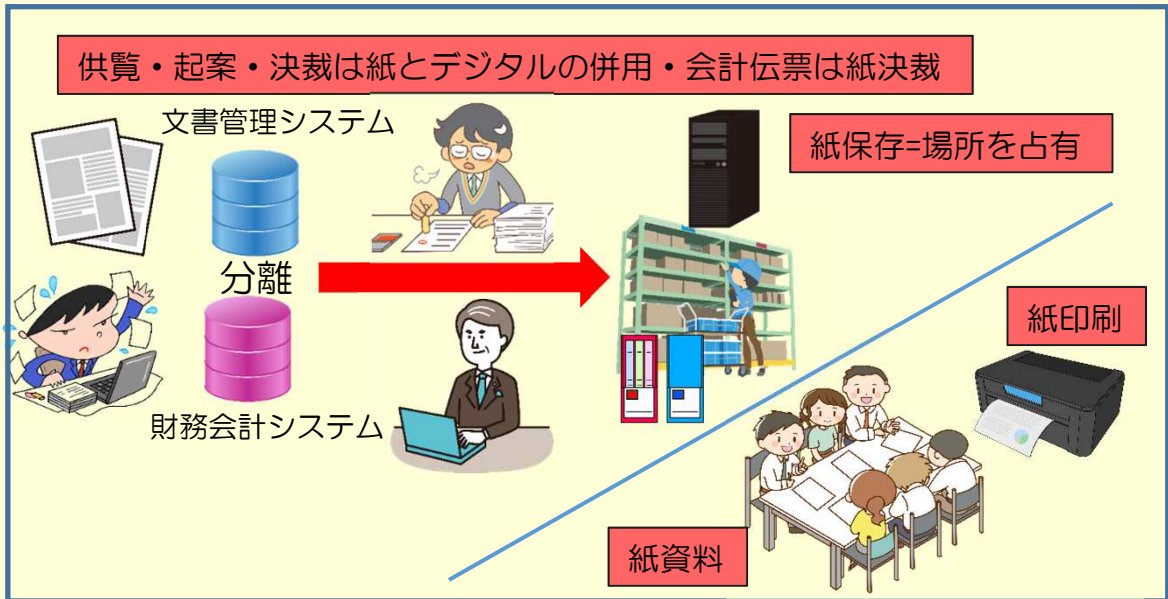 供覧・起案・決裁は紙とデジタルの併用・会計伝票は紙決裁
文書管理システム
紙保存=場所を占有
分離
紙印刷
財務会計システム
紙資料